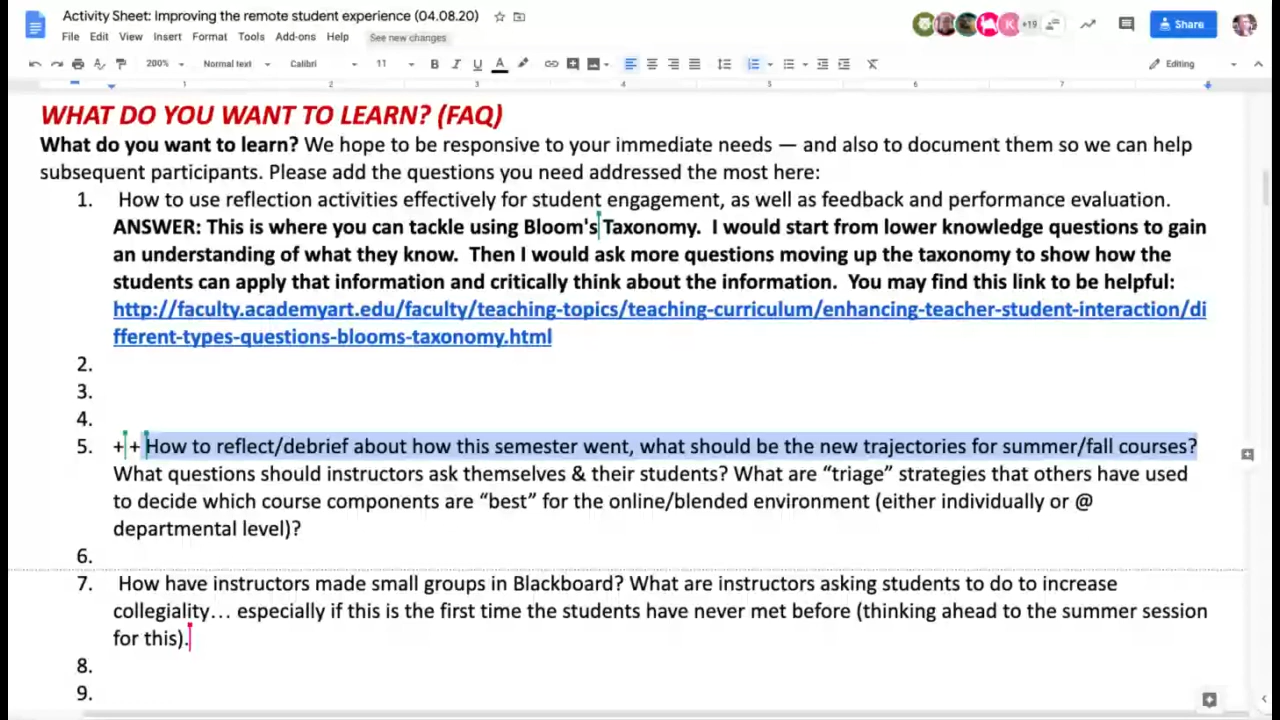 Activity Sheet: Improving the remote student experience (04.08.20)
File Edit View Insert Format Tools Add-ons Help See new changes
K +19 Share
200% Normal text Calibri 11 B I U A Editing
1 2 3 4 5 6 7
WHAT DO YOU WANT TO LEARN? (FAQ)
What do you want to learn? We hope to be responsive to your immediate needs — and also to document them so we can help
subsequent participants. Please add the questions you need addressed the most here:
1. How to use reflection activities effectively for student engagement, as well as feedback and performance evaluation.
ANSWER: This is where you can tackle using Bloom's Taxonomy. I would start from lower knowledge questions to gain
an understanding of what they know. Then I would ask more questions moving up the taxonomy to show how the
students can apply that information and critically think about the information. You may find this link to be helpful:
http://faculty.academyart.edu/faculty/teaching-topics/teaching-curriculum/enhancing-teacher-student-interaction/di
fferent-types-questions-blooms-taxonomy.html
2.
3.
4.
5. + + How to reflect/debrief about how this semester went, what should be the new trajectories for summer/fall courses?
What questions should instructors ask themselves & their students? What are “triage” strategies that others have used
to decide which course components are “best” for the online/blended environment (either individually or @
departmental level)?
6.
7. How have instructors made small groups in Blackboard? What are instructors asking students to do to increase
collegiality... especially if this is the first time the students have never met before (thinking ahead to the summer session
for this).
8.
9.